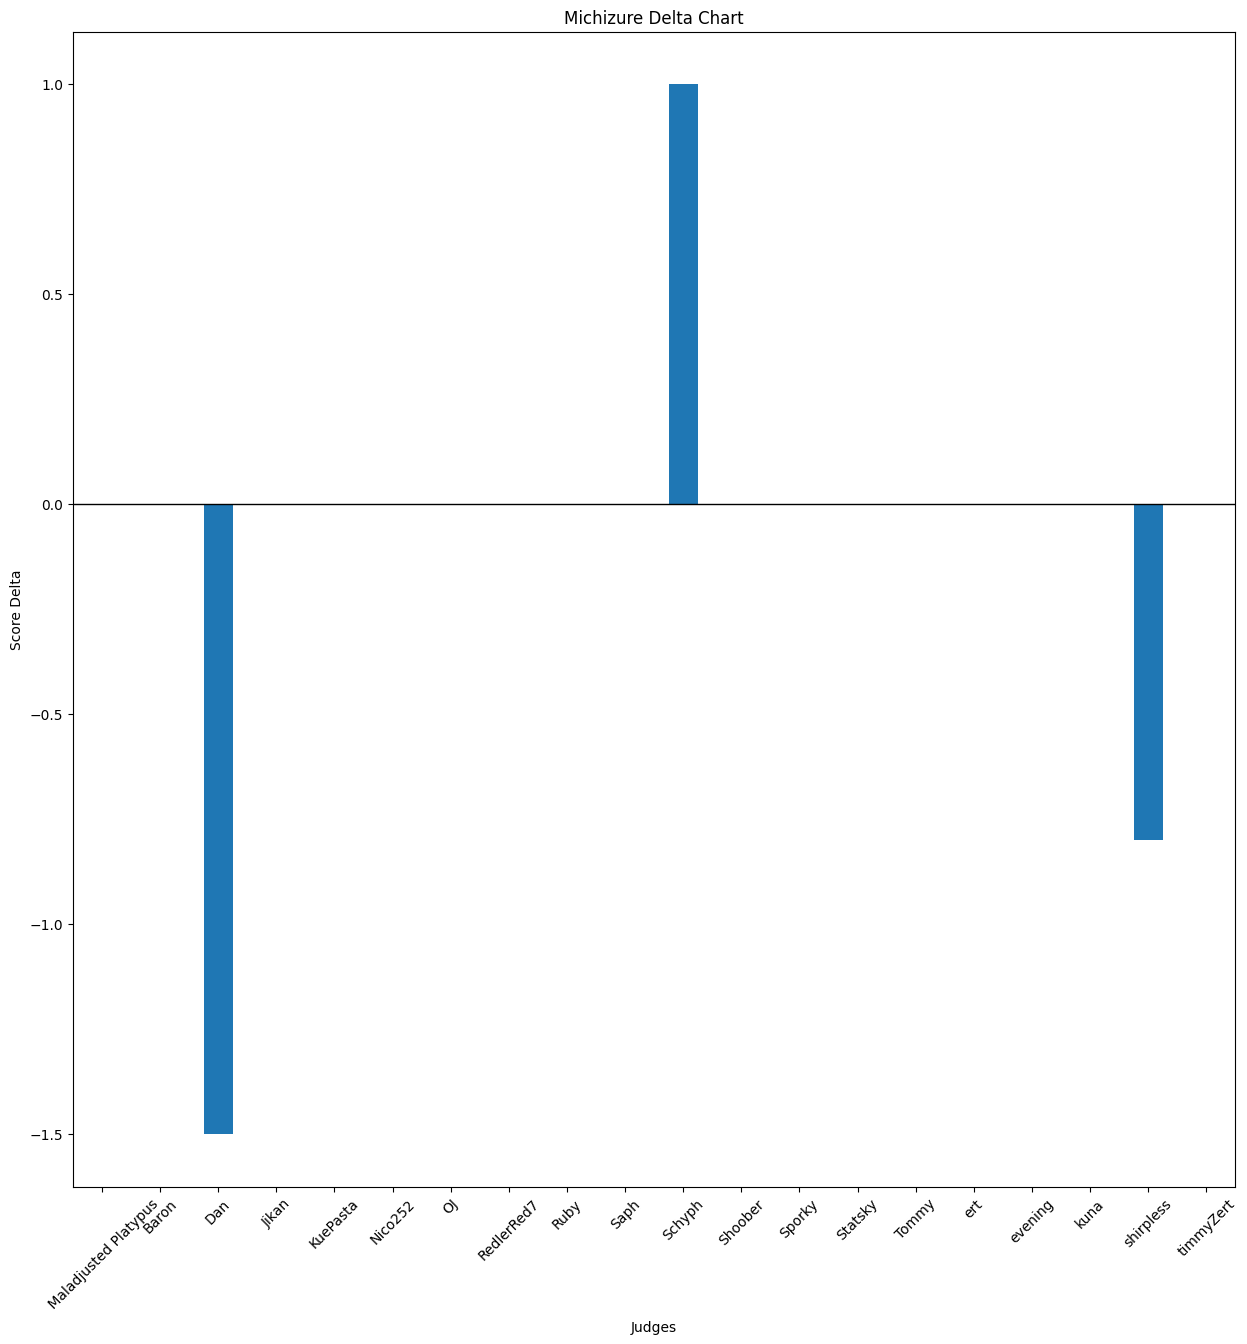 Michizure Delta Chart
1.0
0.5
0.0
−0.5
−1.0
−1.5
Score Delta
Maladjusted Platypus
Baron
Dan
Jikan
KuePasta
Nico252
OJ
RedlerRed7
Ruby
Saph
Schyph
Shoober
Sporky
Statsky
Tommy
ert
evening
kuna
shirpless
timmyZert
Judges